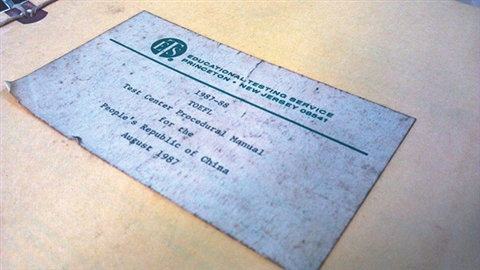 ETS
EDUCATIONAL TESTING SERVICE
PRINCETON • NEW JERSEY 08541
1987-88
TOEFL
Test Center Procedural Manual
for the
People's Republic of China
August 1987